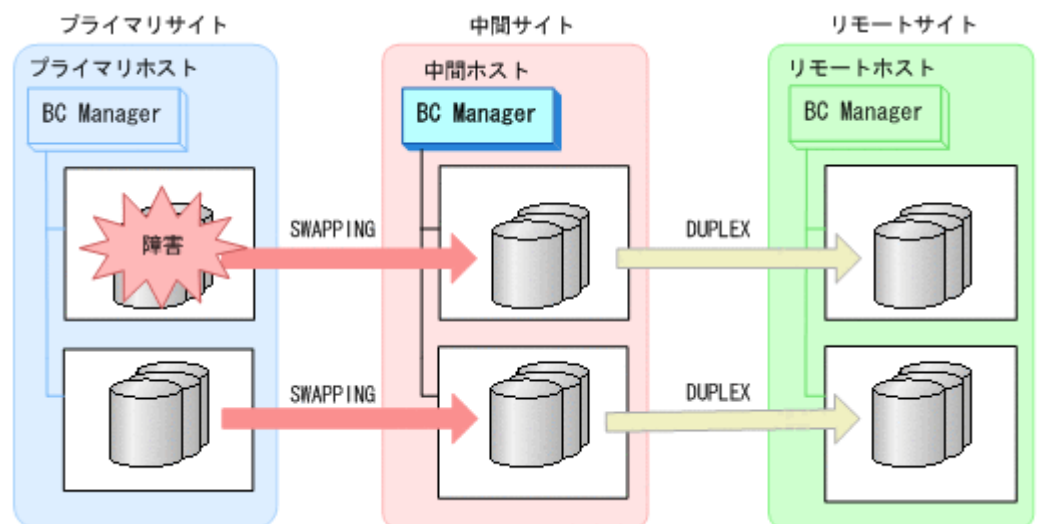 プライマリサイト
中間サイト
リモートサイト
プライマリホスト
中間ホスト
リモートホスト
BC Manager
BC Manager
BC Manager
障害
SWAPPING
DUPLEX
SWAPPING
DUPLEX